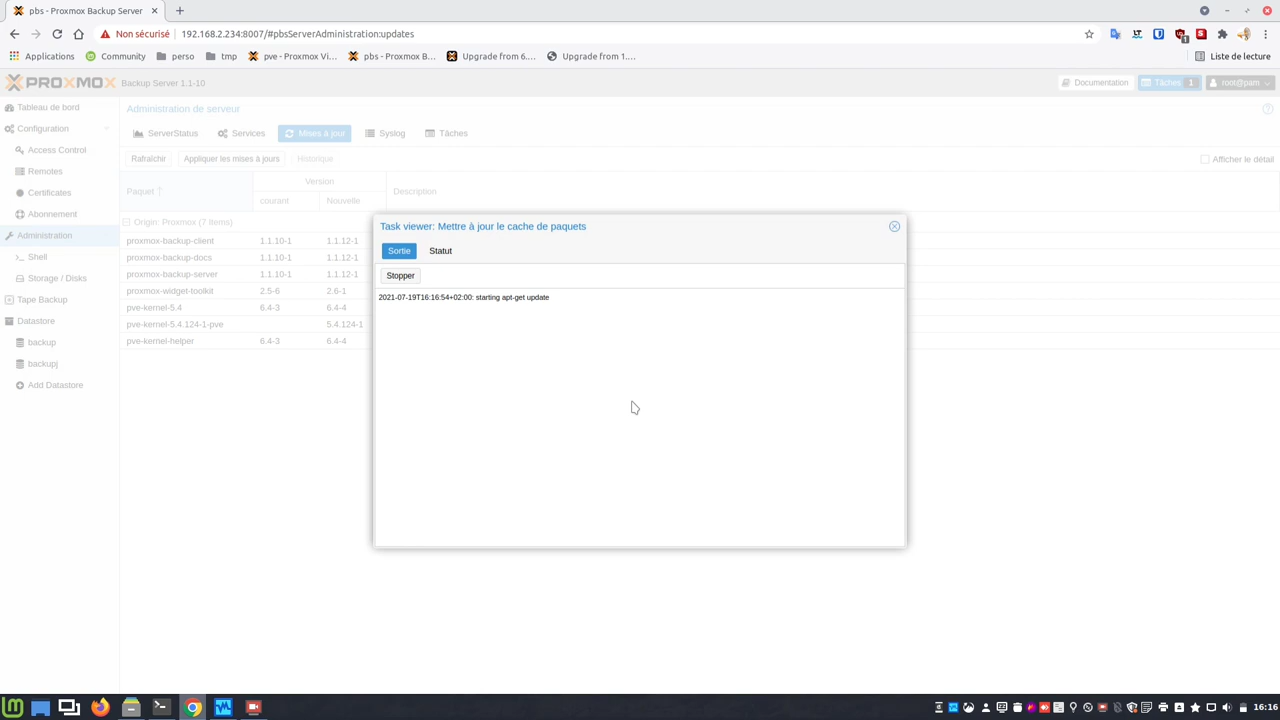 pbs - Proxmox Backup Server
Non sécurisé
192.168.2.234:8007/#pbsServerAdministration:updates
Applications
Community
perso
tmp
pve - Proxmox Vi...
pbs - Proxmox B...
Upgrade from 6....
Upgrade from 1....
Liste de lecture
PROXMOX
Backup Server 1.1-10
Documentation
Tâches 1
root@pam
Tableau de bord
Configuration
Access Control
Remotes
Certificates
Abonnement
Administration
Shell
Storage / Disks
Tape Backup
Datastore
backup
backupj
Add Datastore
Administration de serveur
ServerStatus
Services
Mises à jour
Syslog
Tâches
Rafraîchir
Appliquer les mises à jours
Historique
Afficher le détail
Paquet
Version
courant
Nouvelle
Description
Origin: Proxmox (7 Items)
proxmox-backup-client 1.1.10-1 1.1.12-1
proxmox-backup-docs 1.1.10-1 1.1.12-1
proxmox-backup-server 1.1.10-1 1.1.12-1
proxmox-widget-toolkit 2.5-6 2.6-1
pve-kernel-5.4 6.4-3 6.4-4
pve-kernel-5.4.124-1-pve 5.4.124-1
pve-kernel-helper 6.4-3 6.4-4
Task viewer: Mettre à jour le cache de paquets
Sortie
Statut
Stopper
2021-07-19T16:16:54+02:00: starting apt-get update
16:16